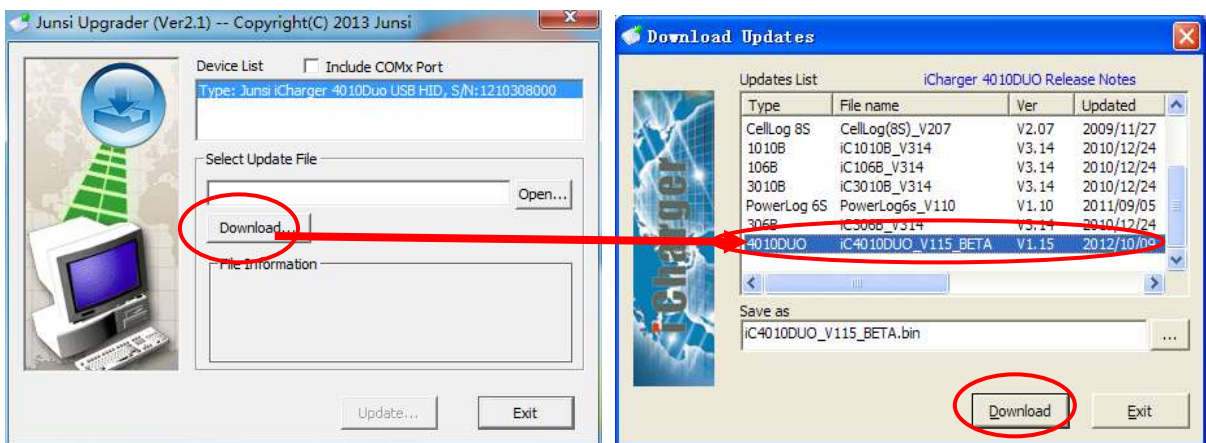 Junsi Upgrader (Ver2.1) -- Copyright(C) 2013 Junsi
Device List
Include COMx Port
Type: Junsi iCharger 4010Duo USB HID, S/N:1210308000
Select Update File
Open...
Download...
File Information
Update...
Exit
Download Updates
Updates List
iCharger 4010DUO Release Notes
Type File name Ver Updated
CellLog 8S CellLog(8S)_V207 V2.07 2009/11/27
1010B iC1010B_V314 V3.14 2010/12/24
106B iC106B_V314 V3.14 2010/12/24
3010B iC3010B_V314 V3.14 2010/12/24
PowerLog 6S PowerLog6s_V110 V1.10 2011/09/05
306B iC306B_V314 V3.14 2010/12/24
4010DUO iC4010DUO_V115_BETA V1.15 2012/10/09
iCharger
Save as
iC4010DUO_V115_BETA.bin
...
Download
Exit